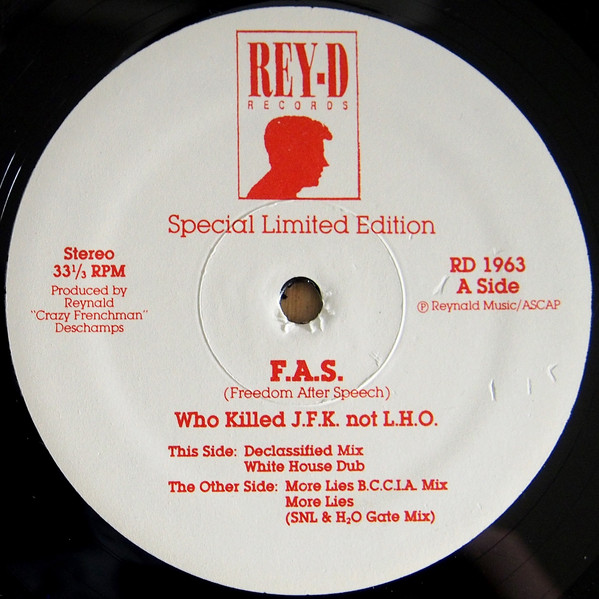 REY-D
RECORDS
Special Limited Edition
Stereo
33⅓ RPM
Produced by
Reynald
"Crazy Frenchman"
Deschamps
RD 1963
A Side
℗ Reynald Music/ASCAP
F.A.S.
(Freedom After Speech)
Who Killed J.F.K. not L.H.O.
This Side: Declassified Mix
White House Dub
The Other Side: More Lies B.C.C.I.A. Mix
More Lies
(SNL & H₂O Gate Mix)